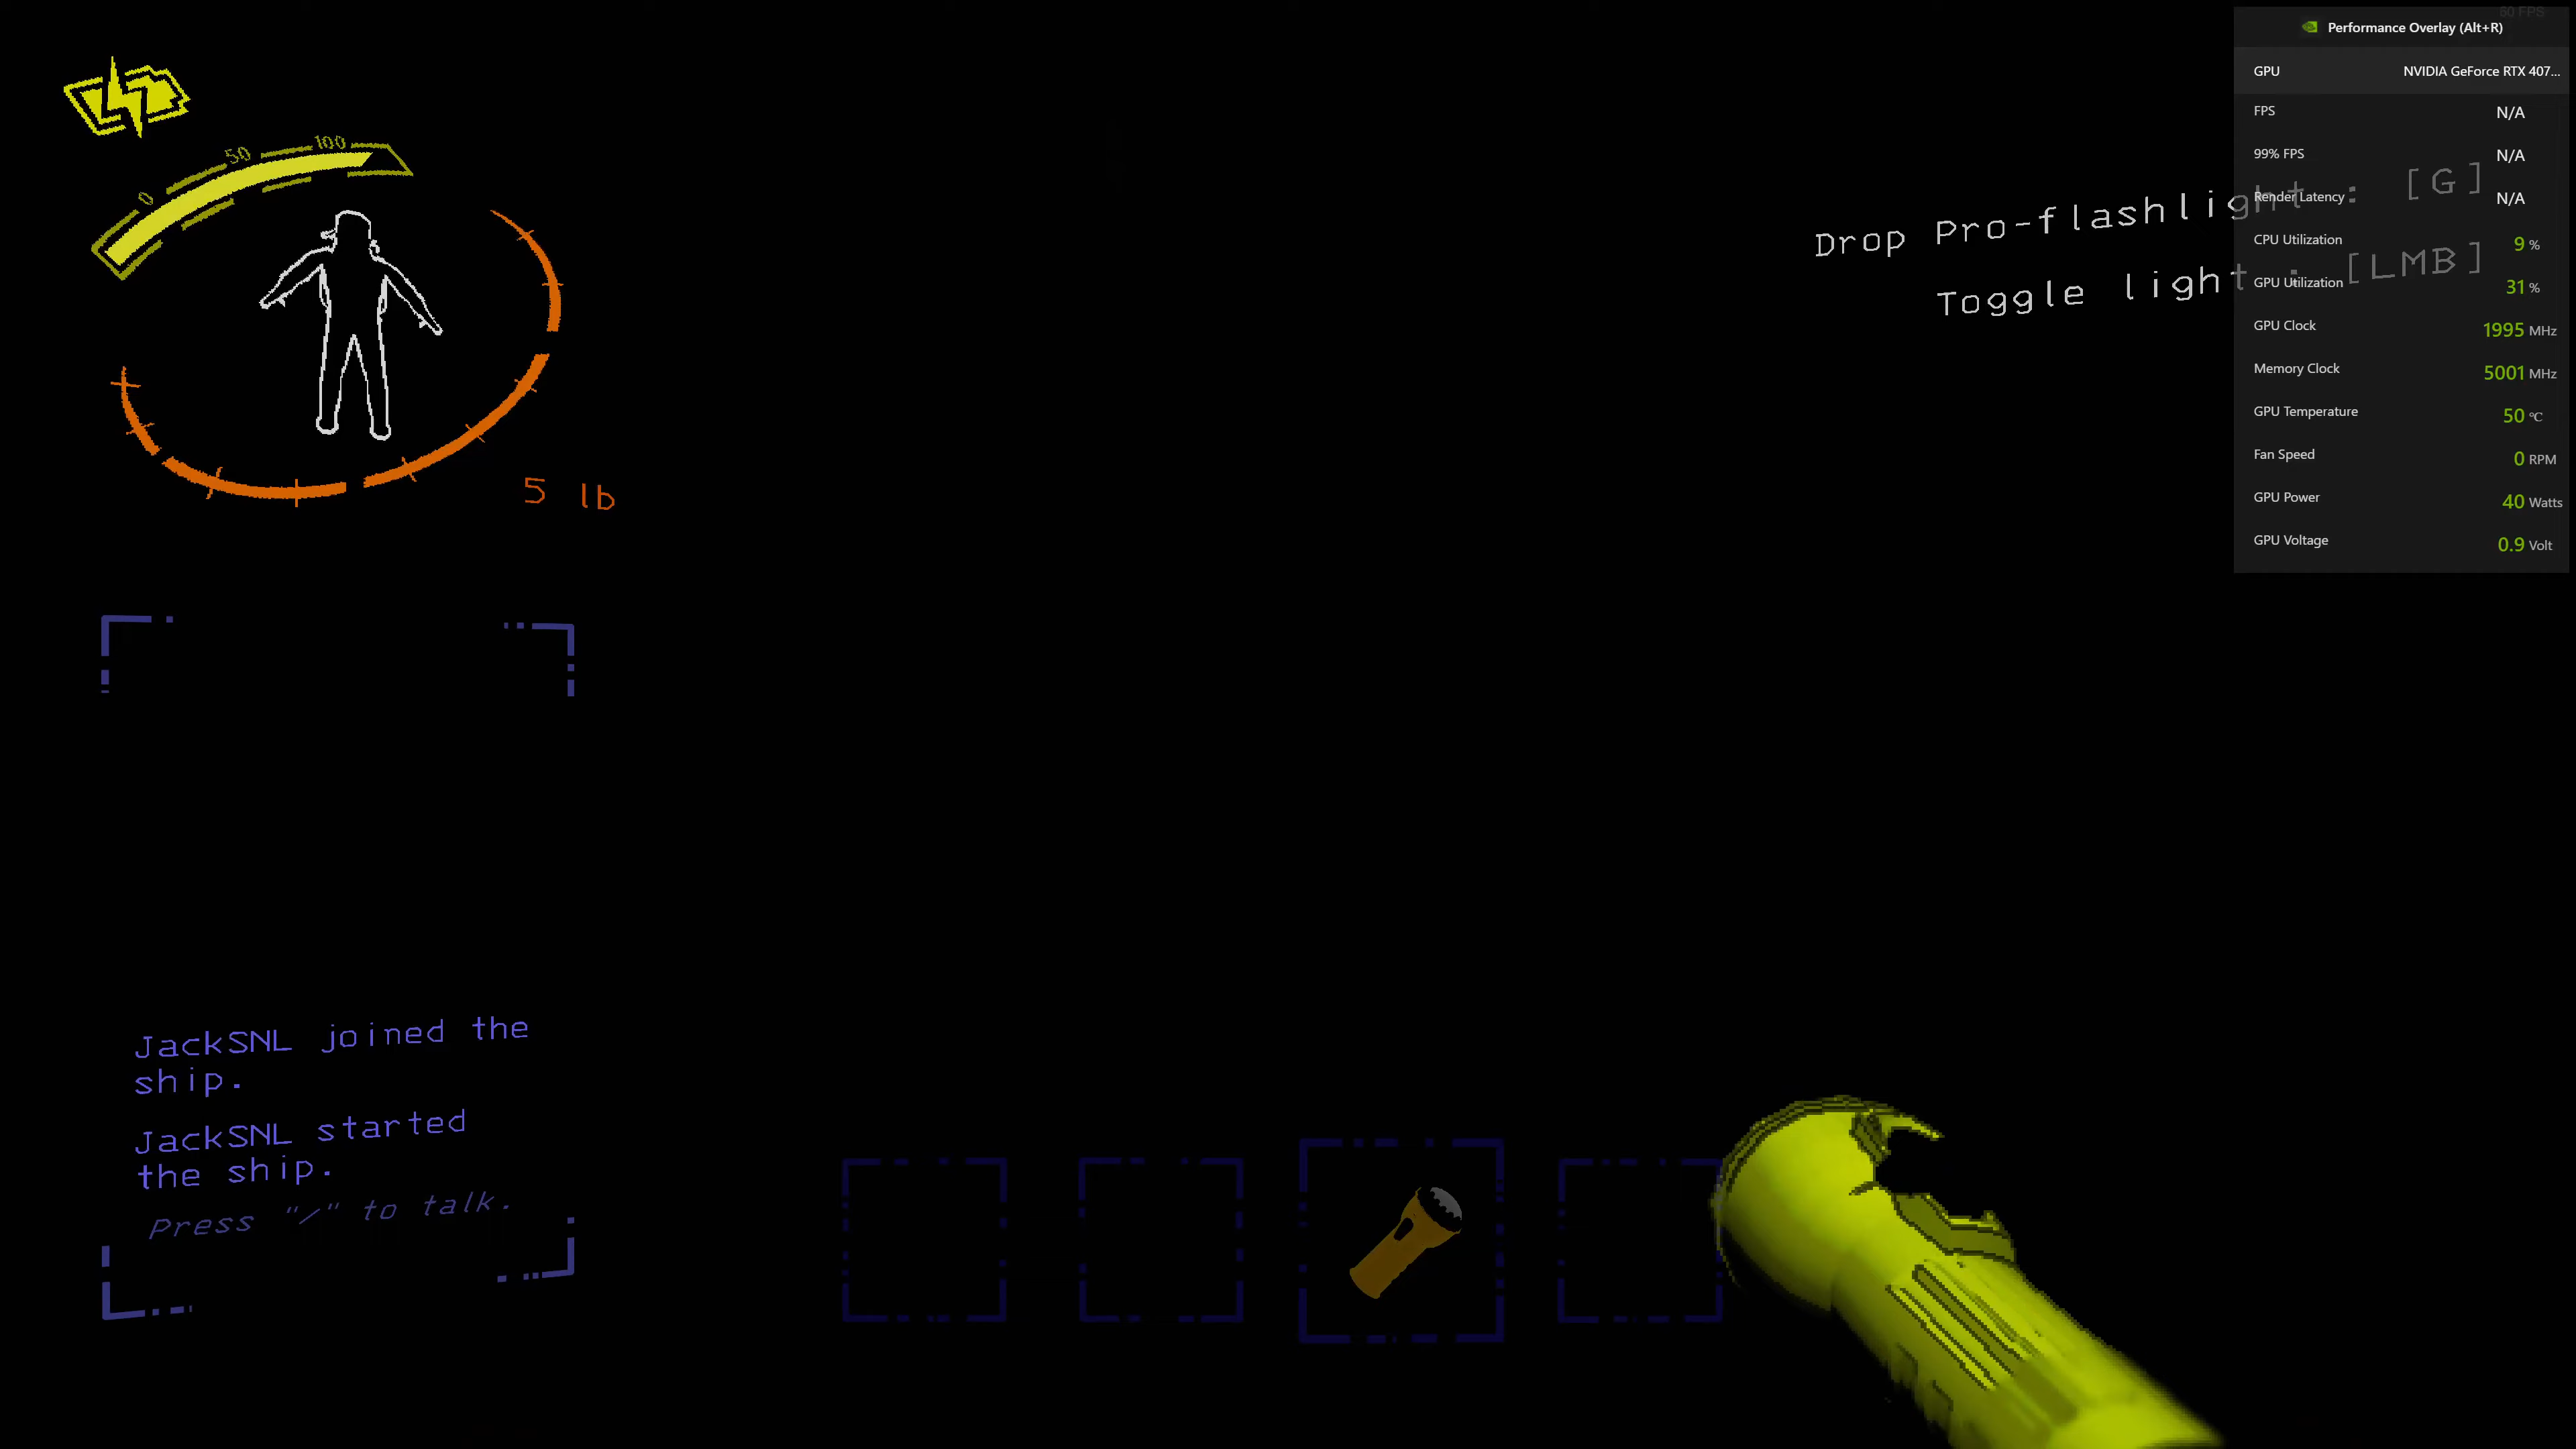 60 FPS
Performance Overlay (Alt+R)
GPU NVIDIA GeForce RTX 407...
FPS N/A
99% FPS N/A
Render Latency N/A
CPU Utilization 9 %
GPU Utilization 31 %
GPU Clock 1995 MHz
Memory Clock 5001 MHz
GPU Temperature 50 °C
Fan Speed 0 RPM
GPU Power 40 Watts
GPU Voltage 0.9 Volt
0 50 100
Drop Pro-flashlight : [G]
Toggle light : [LMB]
5 lb
JackSNL joined the
ship.
JackSNL started
the ship.
Press "/" to talk.